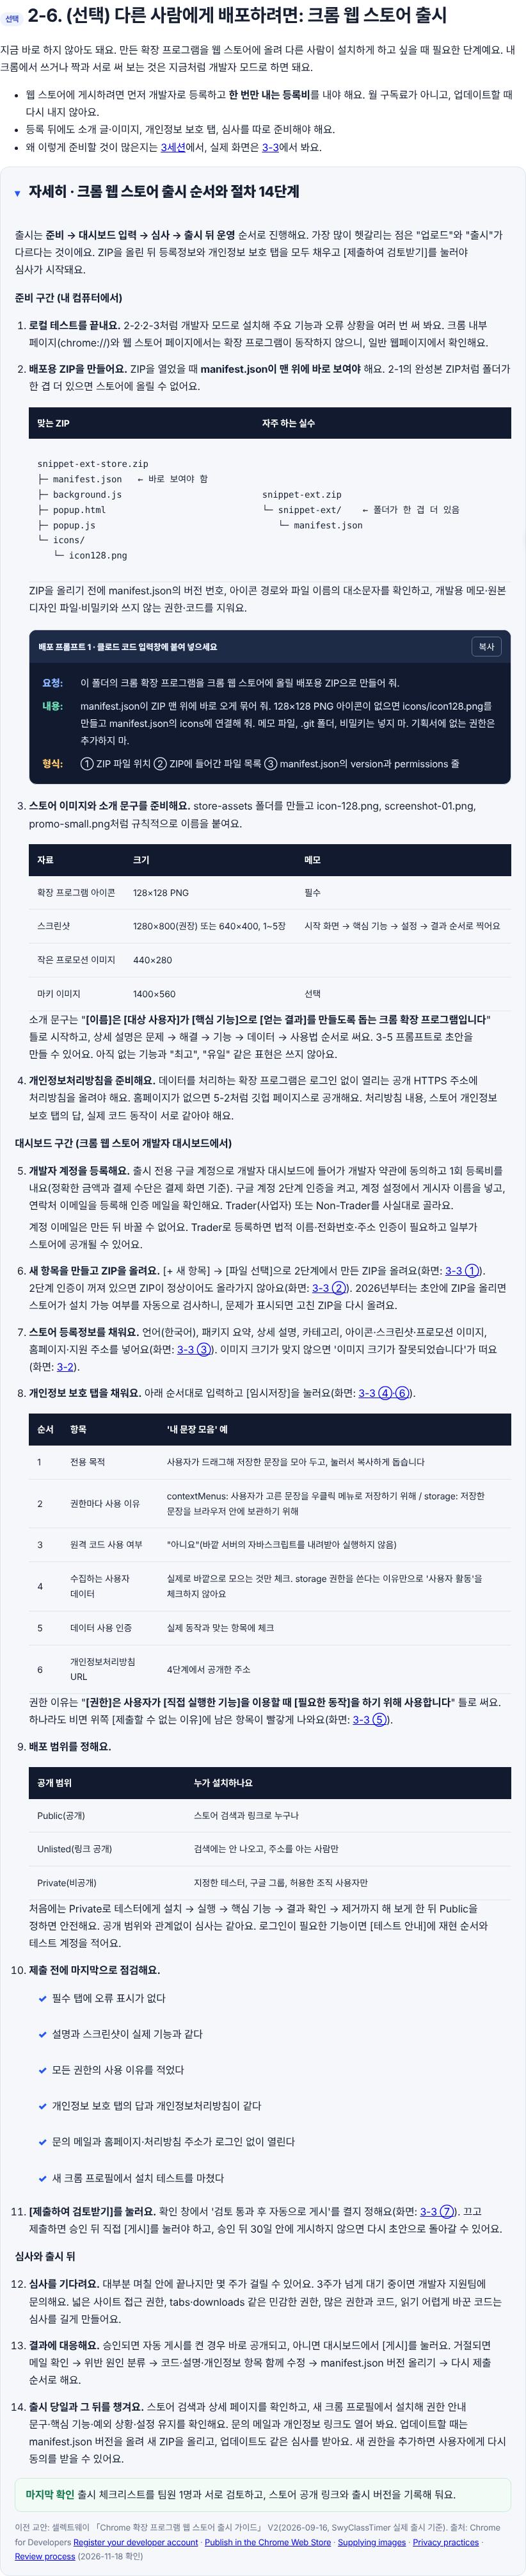 선택 2-6. (선택) 다른 사람에게 배포하려면: 크롬 웹 스토어 출시
지금 바로 하지 않아도 돼요. 만든 확장 프로그램을 웹 스토어에 올려 다른 사람이 설치하게 하고 싶을 때 필요한 단계예요. 내
크롬에서 쓰거나 짝과 서로 써 보는 것은 지금처럼 개발자 모드로 하면 돼요.
• 웹 스토어에 게시하려면 먼저 개발자로 등록하고 한 번만 내는 등록비를 내야 해요. 월 구독료가 아니고, 업데이트할 때
다시 내지 않아요.
• 등록 뒤에도 소개 글·이미지, 개인정보 보호 탭, 심사를 따로 준비해야 해요.
• 왜 이렇게 준비할 것이 많은지는 3세션에서, 실제 화면은 3-3에서 봐요.
▼ 자세히 · 크롬 웹 스토어 출시 순서와 절차 14단계
출시는 준비 → 대시보드 입력 → 심사 → 출시 뒤 운영 순서로 진행해요. 가장 많이 헷갈리는 점은 "업로드"와 "출시"가
다르다는 것이에요. ZIP을 올린 뒤 등록정보와 개인정보 보호 탭을 모두 채우고 [제출하여 검토받기]를 눌러야
심사가 시작돼요.
준비 구간 (내 컴퓨터에서)
1. 로컬 테스트를 끝내요. 2-2·2-3처럼 개발자 모드로 설치해 주요 기능과 오류 상황을 여러 번 써 봐요. 크롬 내부
페이지(chrome://)와 웹 스토어 페이지에서는 확장 프로그램이 동작하지 않으니, 일반 웹페이지에서 확인해요.
2. 배포용 ZIP을 만들어요. ZIP을 열었을 때 manifest.json이 맨 위에 바로 보여야 해요. 2-1의 완성본 ZIP처럼 폴더가
한 겹 더 있으면 스토어에 올릴 수 없어요.
맞는 ZIP 자주 하는 실수
snippet-ext-store.zip
├─ manifest.json ← 바로 보여야 함
├─ background.js
├─ popup.html
├─ popup.js
└─ icons/
└─ icon128.png
snippet-ext.zip
└─ snippet-ext/ ← 폴더가 한 겹 더 있음
└─ manifest.json
ZIP을 올리기 전에 manifest.json의 버전 번호, 아이콘 경로와 파일 이름의 대소문자를 확인하고, 개발용 메모·원본
디자인 파일·비밀키와 쓰지 않는 권한·코드를 지워요.
배포 프롬프트 1 · 클로드 코드 입력창에 붙여 넣으세요 복사
요청: 이 폴더의 크롬 확장 프로그램을 크롬 웹 스토어에 올릴 배포용 ZIP으로 만들어 줘.
내용: manifest.json이 ZIP 맨 위에 바로 오게 묶어 줘. 128×128 PNG 아이콘이 없으면 icons/icon128.png를
만들고 manifest.json의 icons에 연결해 줘. 메모 파일, .git 폴더, 비밀키는 넣지 마. 기획서에 없는 권한은
추가하지 마.
형식: ① ZIP 파일 위치 ② ZIP에 들어간 파일 목록 ③ manifest.json의 version과 permissions 줄
3. 스토어 이미지와 소개 문구를 준비해요. store-assets 폴더를 만들고 icon-128.png, screenshot-01.png,
promo-small.png처럼 규칙적으로 이름을 붙여요.
자료 크기 메모
확장 프로그램 아이콘 128×128 PNG 필수
스크린샷 1280×800(권장) 또는 640×400, 1~5장 시작 화면 → 핵심 기능 → 설정 → 결과 순서로 찍어요
작은 프로모션 이미지 440×280
마키 이미지 1400×560 선택
소개 문구는 "[이름]은 [대상 사용자]가 [핵심 기능]으로 [얻는 결과]를 만들도록 돕는 크롬 확장 프로그램입니다"
틀로 시작하고, 상세 설명은 문제 → 해결 → 기능 → 데이터 → 사용법 순서로 써요. 3-5 프롬프트로 초안을
만들 수 있어요. 아직 없는 기능과 "최고", "유일" 같은 표현은 쓰지 않아요.
4. 개인정보처리방침을 준비해요. 데이터를 처리하는 확장 프로그램은 로그인 없이 열리는 공개 HTTPS 주소에
처리방침을 올려야 해요. 홈페이지가 없으면 5-2처럼 깃헙 페이지스로 공개해요. 처리방침 내용, 스토어 개인정보
보호 탭의 답, 실제 코드 동작이 서로 같아야 해요.
대시보드 구간 (크롬 웹 스토어 개발자 대시보드에서)
5. 개발자 계정을 등록해요. 출시 전용 구글 계정으로 개발자 대시보드에 들어가 개발자 약관에 동의하고 1회 등록비를
내요(정확한 금액과 결제 수단은 결제 화면 기준). 구글 계정 2단계 인증을 켜고, 계정 설정에서 게시자 이름을 넣고,
연락처 이메일을 등록해 인증 메일을 확인해요. Trader(사업자) 또는 Non-Trader를 사실대로 골라요.
계정 이메일은 만든 뒤 바꿀 수 없어요. Trader로 등록하면 법적 이름·전화번호·주소 인증이 필요하고 일부가
스토어에 공개될 수 있어요.
6. 새 항목을 만들고 ZIP을 올려요. [+ 새 항목] → [파일 선택]으로 2단계에서 만든 ZIP을 올려요(화면: 3-3 ①).
2단계 인증이 꺼져 있으면 ZIP이 정상이어도 올라가지 않아요(화면: 3-3 ②). 2026년부터는 초안에 ZIP을 올리면
스토어가 설치 가능 여부를 자동으로 검사하니, 문제가 표시되면 고친 ZIP을 다시 올려요.
7. 스토어 등록정보를 채워요. 언어(한국어), 패키지 요약, 상세 설명, 카테고리, 아이콘·스크린샷·프로모션 이미지,
홈페이지·지원 주소를 넣어요(화면: 3-3 ③). 이미지 크기가 맞지 않으면 '이미지 크기가 잘못되었습니다'가 떠요
(화면: 3-2).
8. 개인정보 보호 탭을 채워요. 아래 순서대로 입력하고 [임시저장]을 눌러요(화면: 3-3 ④·⑥).
순서 항목 '내 문장 모음' 예
1 전용 목적 사용자가 드래그해 저장한 문장을 모아 두고, 눌러서 복사하게 돕습니다
2 권한마다 사용 이유 contextMenus: 사용자가 고른 문장을 우클릭 메뉴로 저장하기 위해 / storage: 저장한
문장을 브라우저 안에 보관하기 위해
3 원격 코드 사용 여부 "아니요"(바깥 서버의 자바스크립트를 내려받아 실행하지 않음)
4 수집하는 사용자
데이터 실제로 바깥으로 모으는 것만 체크. storage 권한을 쓴다는 이유만으로 '사용자 활동'을
체크하지 않아요
5 데이터 사용 인증 실제 동작과 맞는 항목에 체크
6 개인정보처리방침
URL 4단계에서 공개한 주소
권한 이유는 "[권한]은 사용자가 [직접 실행한 기능]을 이용할 때 [필요한 동작]을 하기 위해 사용합니다" 틀로 써요.
하나라도 비면 위쪽 [제출할 수 없는 이유]에 남은 항목이 빨갛게 나와요(화면: 3-3 ⑤).
9. 배포 범위를 정해요.
공개 범위 누가 설치하나요
Public(공개) 스토어 검색과 링크로 누구나
Unlisted(링크 공개) 검색에는 안 나오고, 주소를 아는 사람만
Private(비공개) 지정한 테스터, 구글 그룹, 허용한 조직 사용자만
처음에는 Private로 테스터에게 설치 → 실행 → 핵심 기능 → 결과 확인 → 제거까지 해 보게 한 뒤 Public을
정하면 안전해요. 공개 범위와 관계없이 심사는 같아요. 로그인이 필요한 기능이면 [테스트 안내]에 재현 순서와
테스트 계정을 적어요.
10. 제출 전에 마지막으로 점검해요.
✔ 필수 탭에 오류 표시가 없다
✔ 설명과 스크린샷이 실제 기능과 같다
✔ 모든 권한의 사용 이유를 적었다
✔ 개인정보 보호 탭의 답과 개인정보처리방침이 같다
✔ 문의 메일과 홈페이지·처리방침 주소가 로그인 없이 열린다
✔ 새 크롬 프로필에서 설치 테스트를 마쳤다
11. [제출하여 검토받기]를 눌러요. 확인 창에서 '검토 통과 후 자동으로 게시'를 켤지 정해요(화면: 3-3 ⑦). 끄고
제출하면 승인 뒤 직접 [게시]를 눌러야 하고, 승인 뒤 30일 안에 게시하지 않으면 다시 초안으로 돌아갈 수 있어요.
심사와 출시 뒤
12. 심사를 기다려요. 대부분 며칠 안에 끝나지만 몇 주가 걸릴 수 있어요. 3주가 넘게 대기 중이면 개발자 지원팀에
문의해요. 넓은 사이트 접근 권한, tabs·downloads 같은 민감한 권한, 많은 권한과 코드, 읽기 어렵게 바꾼 코드는
심사를 길게 만들어요.
13. 결과에 대응해요. 승인되면 자동 게시를 켠 경우 바로 공개되고, 아니면 대시보드에서 [게시]를 눌러요. 거절되면
메일 확인 → 위반 원인 분류 → 코드·설명·개인정보 항목 함께 수정 → manifest.json 버전 올리기 → 다시 제출
순서로 해요.
14. 출시 당일과 그 뒤를 챙겨요. 스토어 검색과 상세 페이지를 확인하고, 새 크롬 프로필에서 설치해 권한 안내
문구·핵심 기능·예외 상황·설정 유지를 확인해요. 문의 메일과 개인정보 링크도 열어 봐요. 업데이트할 때는
manifest.json 버전을 올려 새 ZIP을 올리고, 업데이트도 같은 심사를 받아요. 새 권한을 추가하면 사용자에게 다시
동의를 받을 수 있어요.
마지막 확인 출시 체크리스트를 팀원 1명과 서로 검토하고, 스토어 공개 링크와 출시 버전을 기록해 둬요.
이전 교안: 셀렉트웨이 「Chrome 확장 프로그램 웹 스토어 출시 가이드」 V2(2026-09-16, SwyClassTimer 실제 출시 기준). 출처: Chrome
for Developers Register your developer account · Publish in the Chrome Web Store · Supplying images · Privacy practices ·
Review process (2026-11-18 확인)